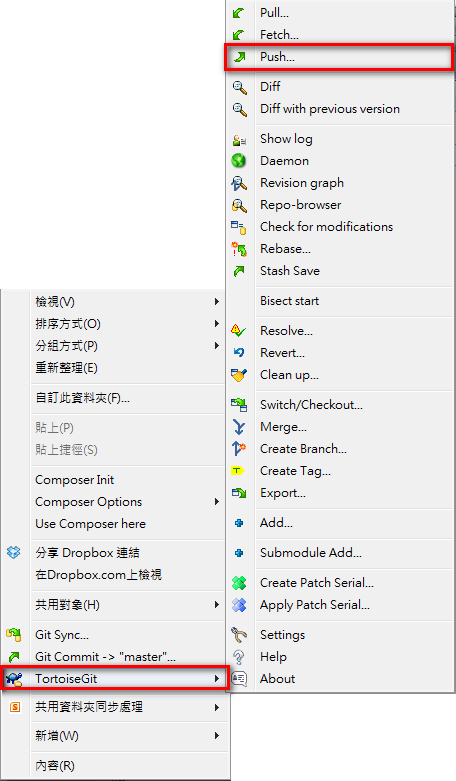 Pull...
Fetch...
Push...
Diff
Diff with previous version
Show log
Daemon
Revision graph
Repo-browser
Check for modifications
Rebase...
Stash Save
Bisect start
Resolve...
Revert...
Clean up...
Switch/Checkout...
Merge...
Create Branch...
Create Tag...
Export...
Add...
Submodule Add...
Create Patch Serial...
Apply Patch Serial...
Settings
Help
About
檢視(V)
排序方式(O)
分組方式(P)
重新整理(E)
自訂此資料夾(F)...
貼上(P)
貼上捷徑(S)
Composer Init
Composer Options
Use Composer here
分享 Dropbox 連結
在Dropbox.com上檢視
共用對象(H)
Git Sync...
Git Commit -> "master"...
TortoiseGit
共用資料夾同步處理
新增(W)
內容(R)